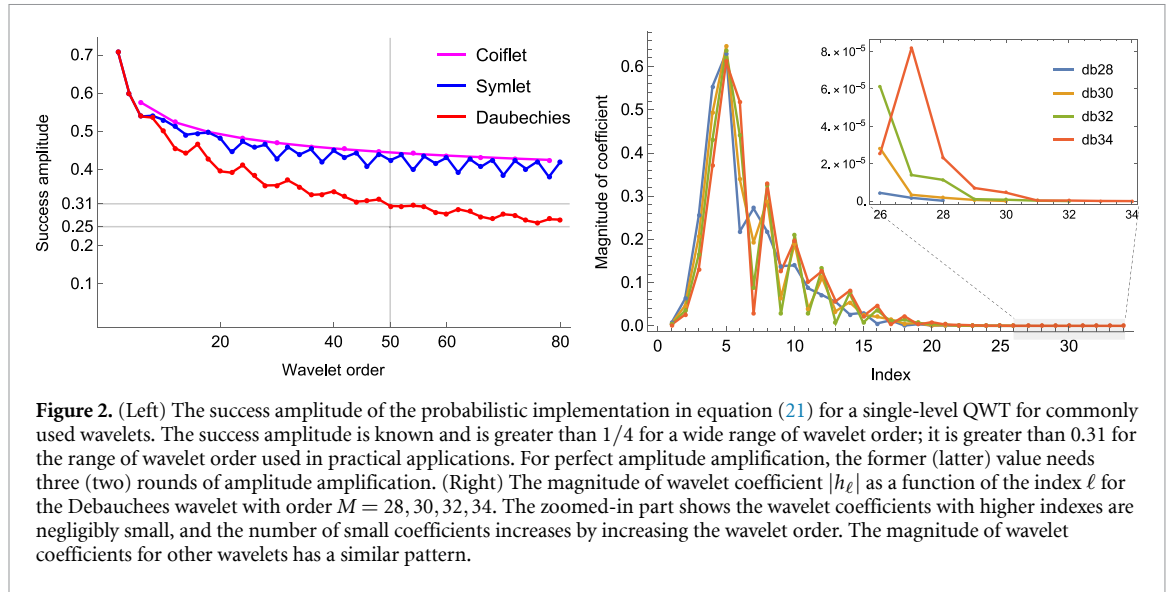 0.7
0.6
0.5
0.4
0.31
0.25
0.2
0.1
Success amplitude
20
40
60
80
Wavelet order
Coiflet
Symlet
Daubechies
0.6
0.5
0.4
0.3
0.2
0.1
0.0
Magnitude of coefficient
0
5
10
15
20
25
30
Index
8. × 10⁻⁵
6. × 10⁻⁵
4. × 10⁻⁵
2. × 10⁻⁵
0.
26
28
30
32
34
db28
db30
db32
db34
Figure 2. (Left) The success amplitude of the probabilistic implementation in equation (21) for a single-level QWT for commonly
used wavelets. The success amplitude is known and is greater than 1/4 for a wide range of wavelet order; it is greater than 0.31 for
the range of wavelet order used in practical applications. For perfect amplitude amplification, the former (latter) value needs
three (two) rounds of amplitude amplification. (Right) The magnitude of wavelet coefficient |hℓ| as a function of the index ℓ for
the Debauchees wavelet with order M = 28, 30, 32, 34. The zoomed-in part shows the wavelet coefficients with higher indexes are
negligibly small, and the number of small coefficients increases by increasing the wavelet order. The magnitude of wavelet
coefficients for other wavelets has a similar pattern.